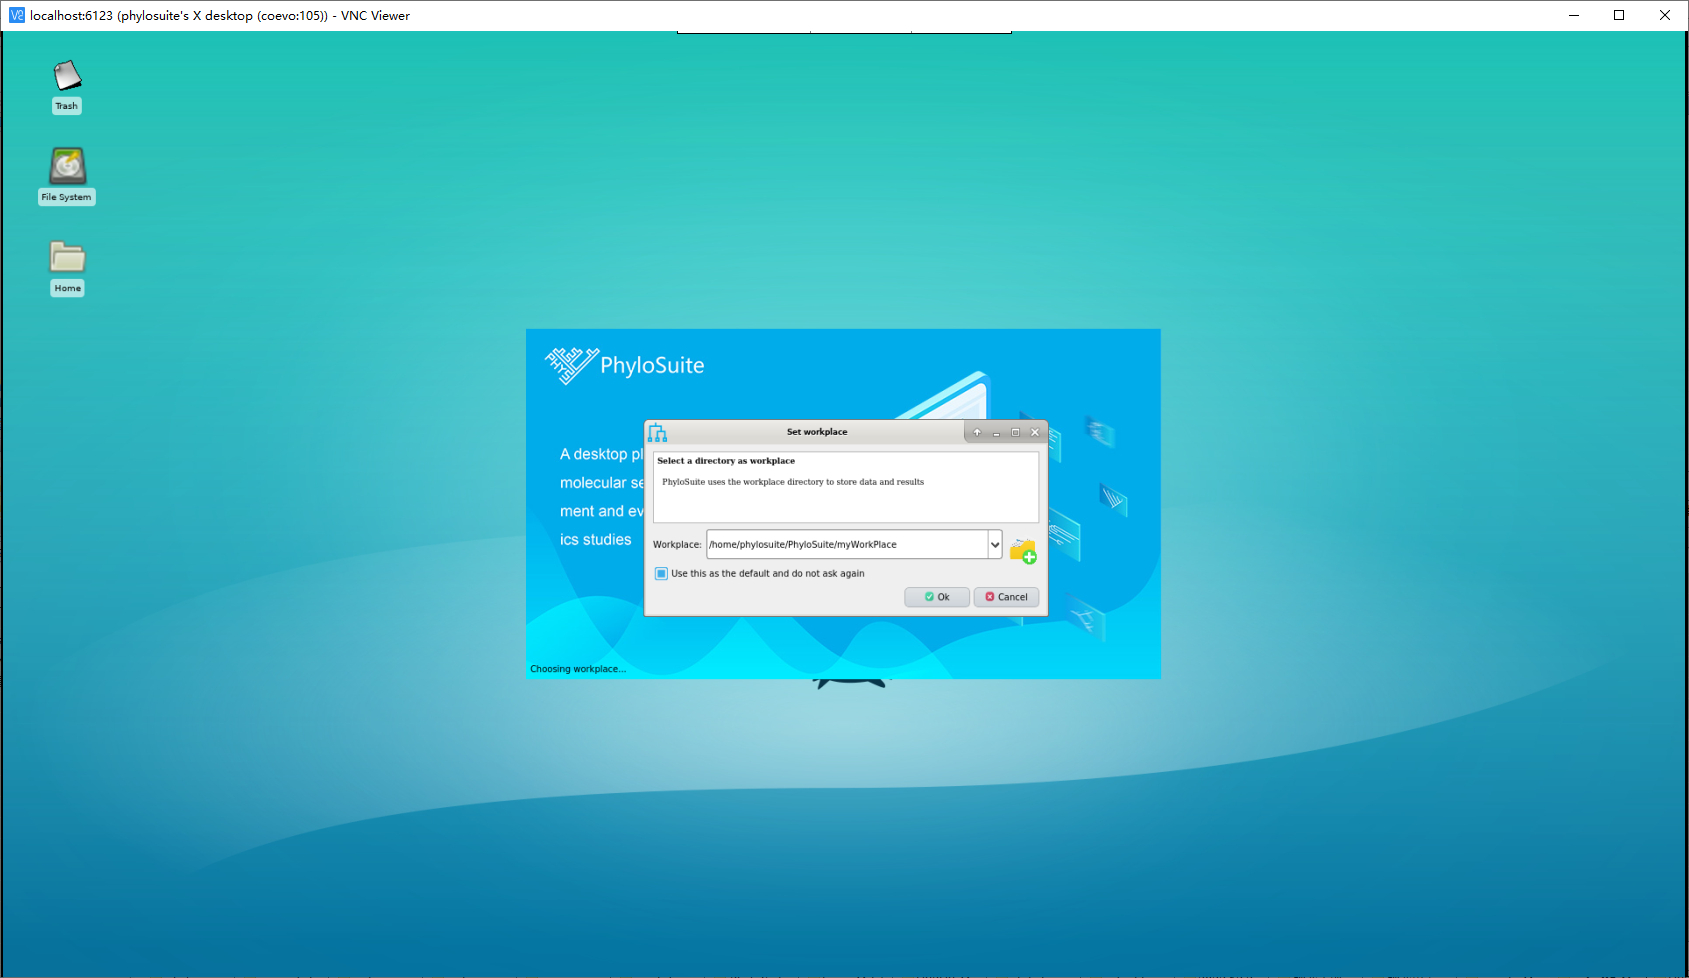 localhost:6123 (phylosuite's X desktop (coevo:105)) - VNC Viewer
Trash
File System
Home
PhyloSuite
A desktop pl
molecular se
ment and ev
ics studies
Set workplace
Select a directory as workplace
PhyloSuite uses the workplace directory to store data and results
Workplace: /home/phylosuite/PhyloSuite/myWorkPlace
Use this as the default and do not ask again
Ok Cancel
Choosing workplace...